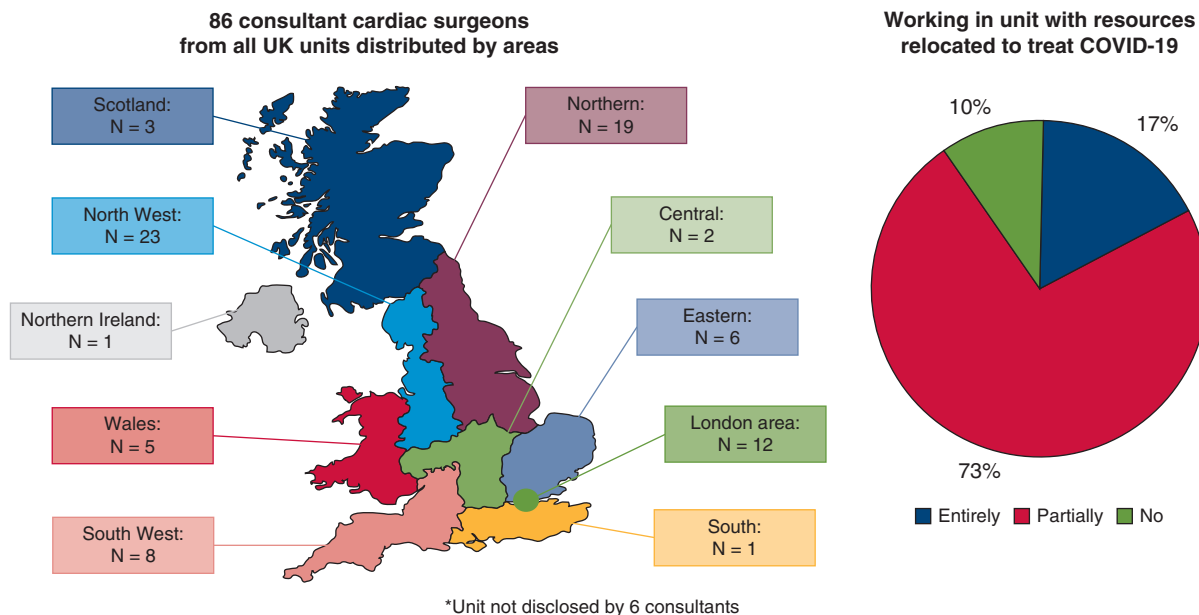 86 consultant cardiac surgeons
from all UK units distributed by areas
Scotland:
N = 3
Northern:
N = 19
North West:
N = 23
Central:
N = 2
Northern Ireland:
N = 1
Eastern:
N = 6
Wales:
N = 5
London area:
N = 12
South West:
N = 8
South:
N = 1
*Unit not disclosed by 6 consultants
Working in unit with resources
relocated to treat COVID-19
10%
17%
73%
Entirely Partially No